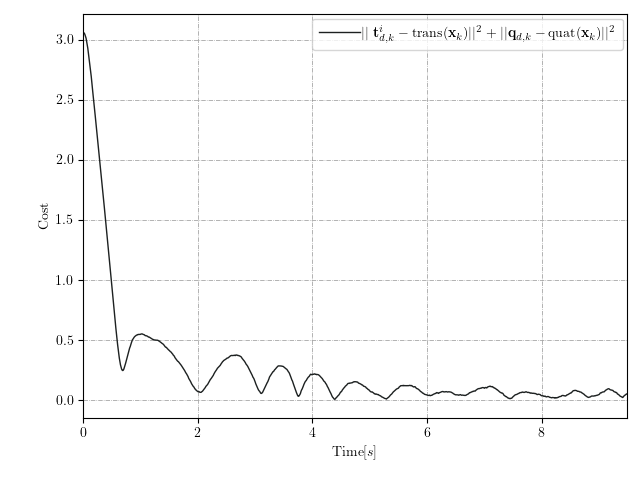 || 𝐭ⁱ_{d,k} − trans(𝐱_k)||² + ||𝐪_{d,k} − quat(𝐱_k)||²
3.0
2.5
2.0
1.5
1.0
0.5
0.0
Cost
0 2 4 6 8
Time[s]